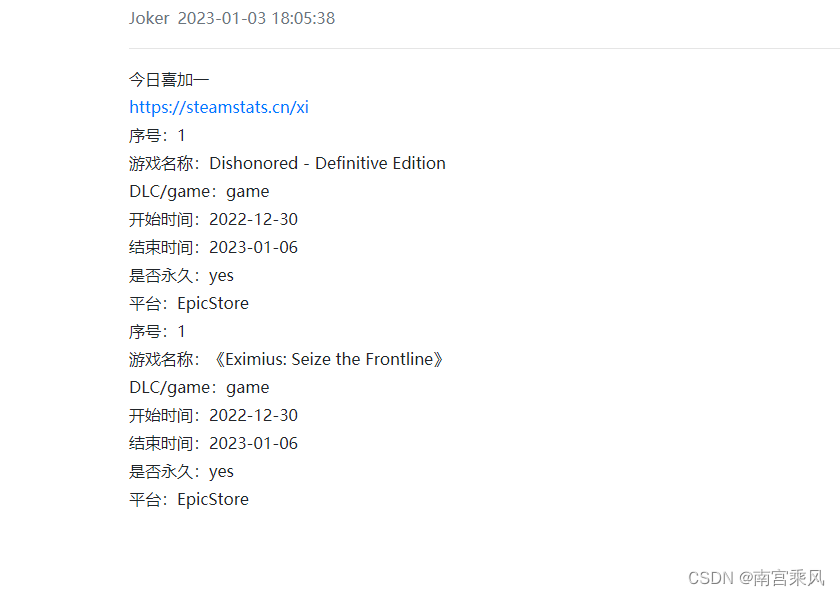 Joker 2023-01-03 18:05:38
今日喜加一
https://steamstats.cn/xi
序号：1
游戏名称：Dishonored - Definitive Edition
DLC/game：game
开始时间：2022-12-30
结束时间：2023-01-06
是否永久：yes
平台：EpicStore
序号：1
游戏名称：《Eximius: Seize the Frontline》
DLC/game：game
开始时间：2022-12-30
结束时间：2023-01-06
是否永久：yes
平台：EpicStore
CSDN @南宫乘风